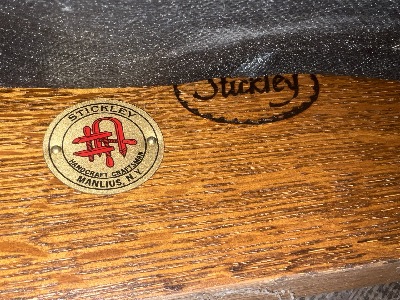 STICKLEY
HANDCRAFT CRAFTSMAN
MANLIUS, N.Y.
Stickley